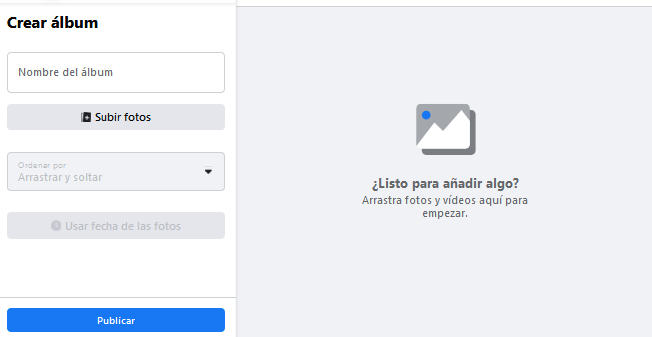 Crear álbum
Nombre del álbum
Subir fotos
Ordenar por
Arrastrar y soltar
Usar fecha de las fotos
Publicar
¿Listo para añadir algo?
Arrastra fotos y vídeos aquí para
empezar.